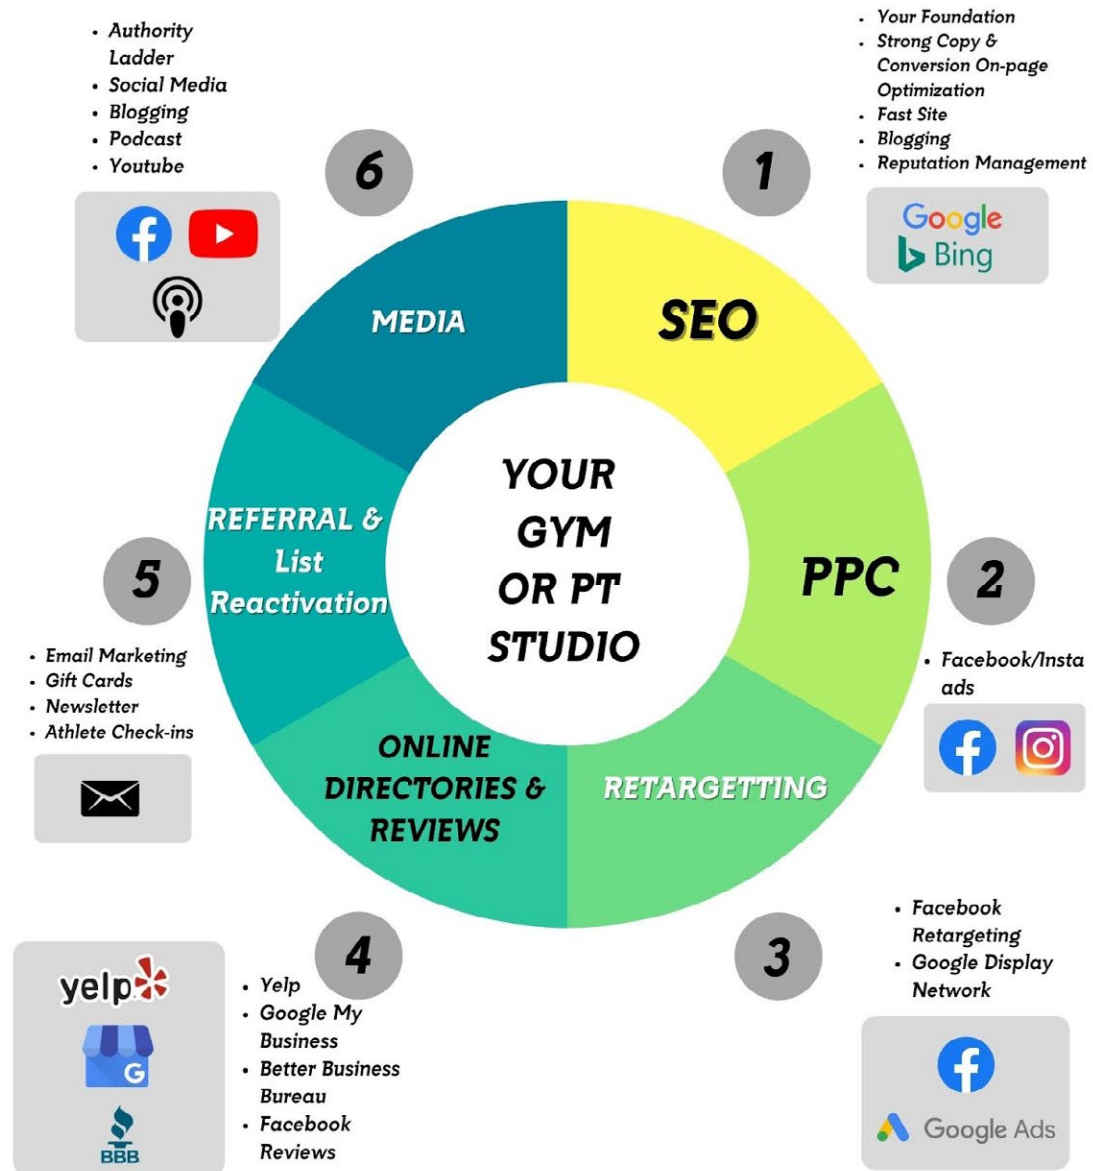 • Authority
Ladder
• Social Media
• Blogging
• Podcast
• Youtube
6
MEDIA
1
• Your Foundation
• Strong Copy &
Conversion On-page
Optimization
• Fast Site
• Blogging
• Reputation Management
Google
Bing
SEO
YOUR
GYM
OR PT
STUDIO
PPC
2
• Facebook/Insta
ads
RETARGETTING
3
• Facebook
Retargeting
• Google Display
Network
Google Ads
ONLINE
DIRECTORIES &
REVIEWS
4
yelp
G
BBB
• Yelp
• Google My
Business
• Better Business
Bureau
• Facebook
Reviews
REFERRAL &
List
Reactivation
5
• Email Marketing
• Gift Cards
• Newsletter
• Athlete Check-ins